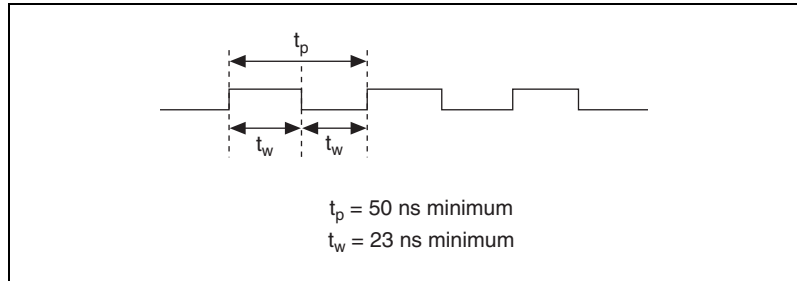 tp
tw tw
tp = 50 ns minimum
tw = 23 ns minimum